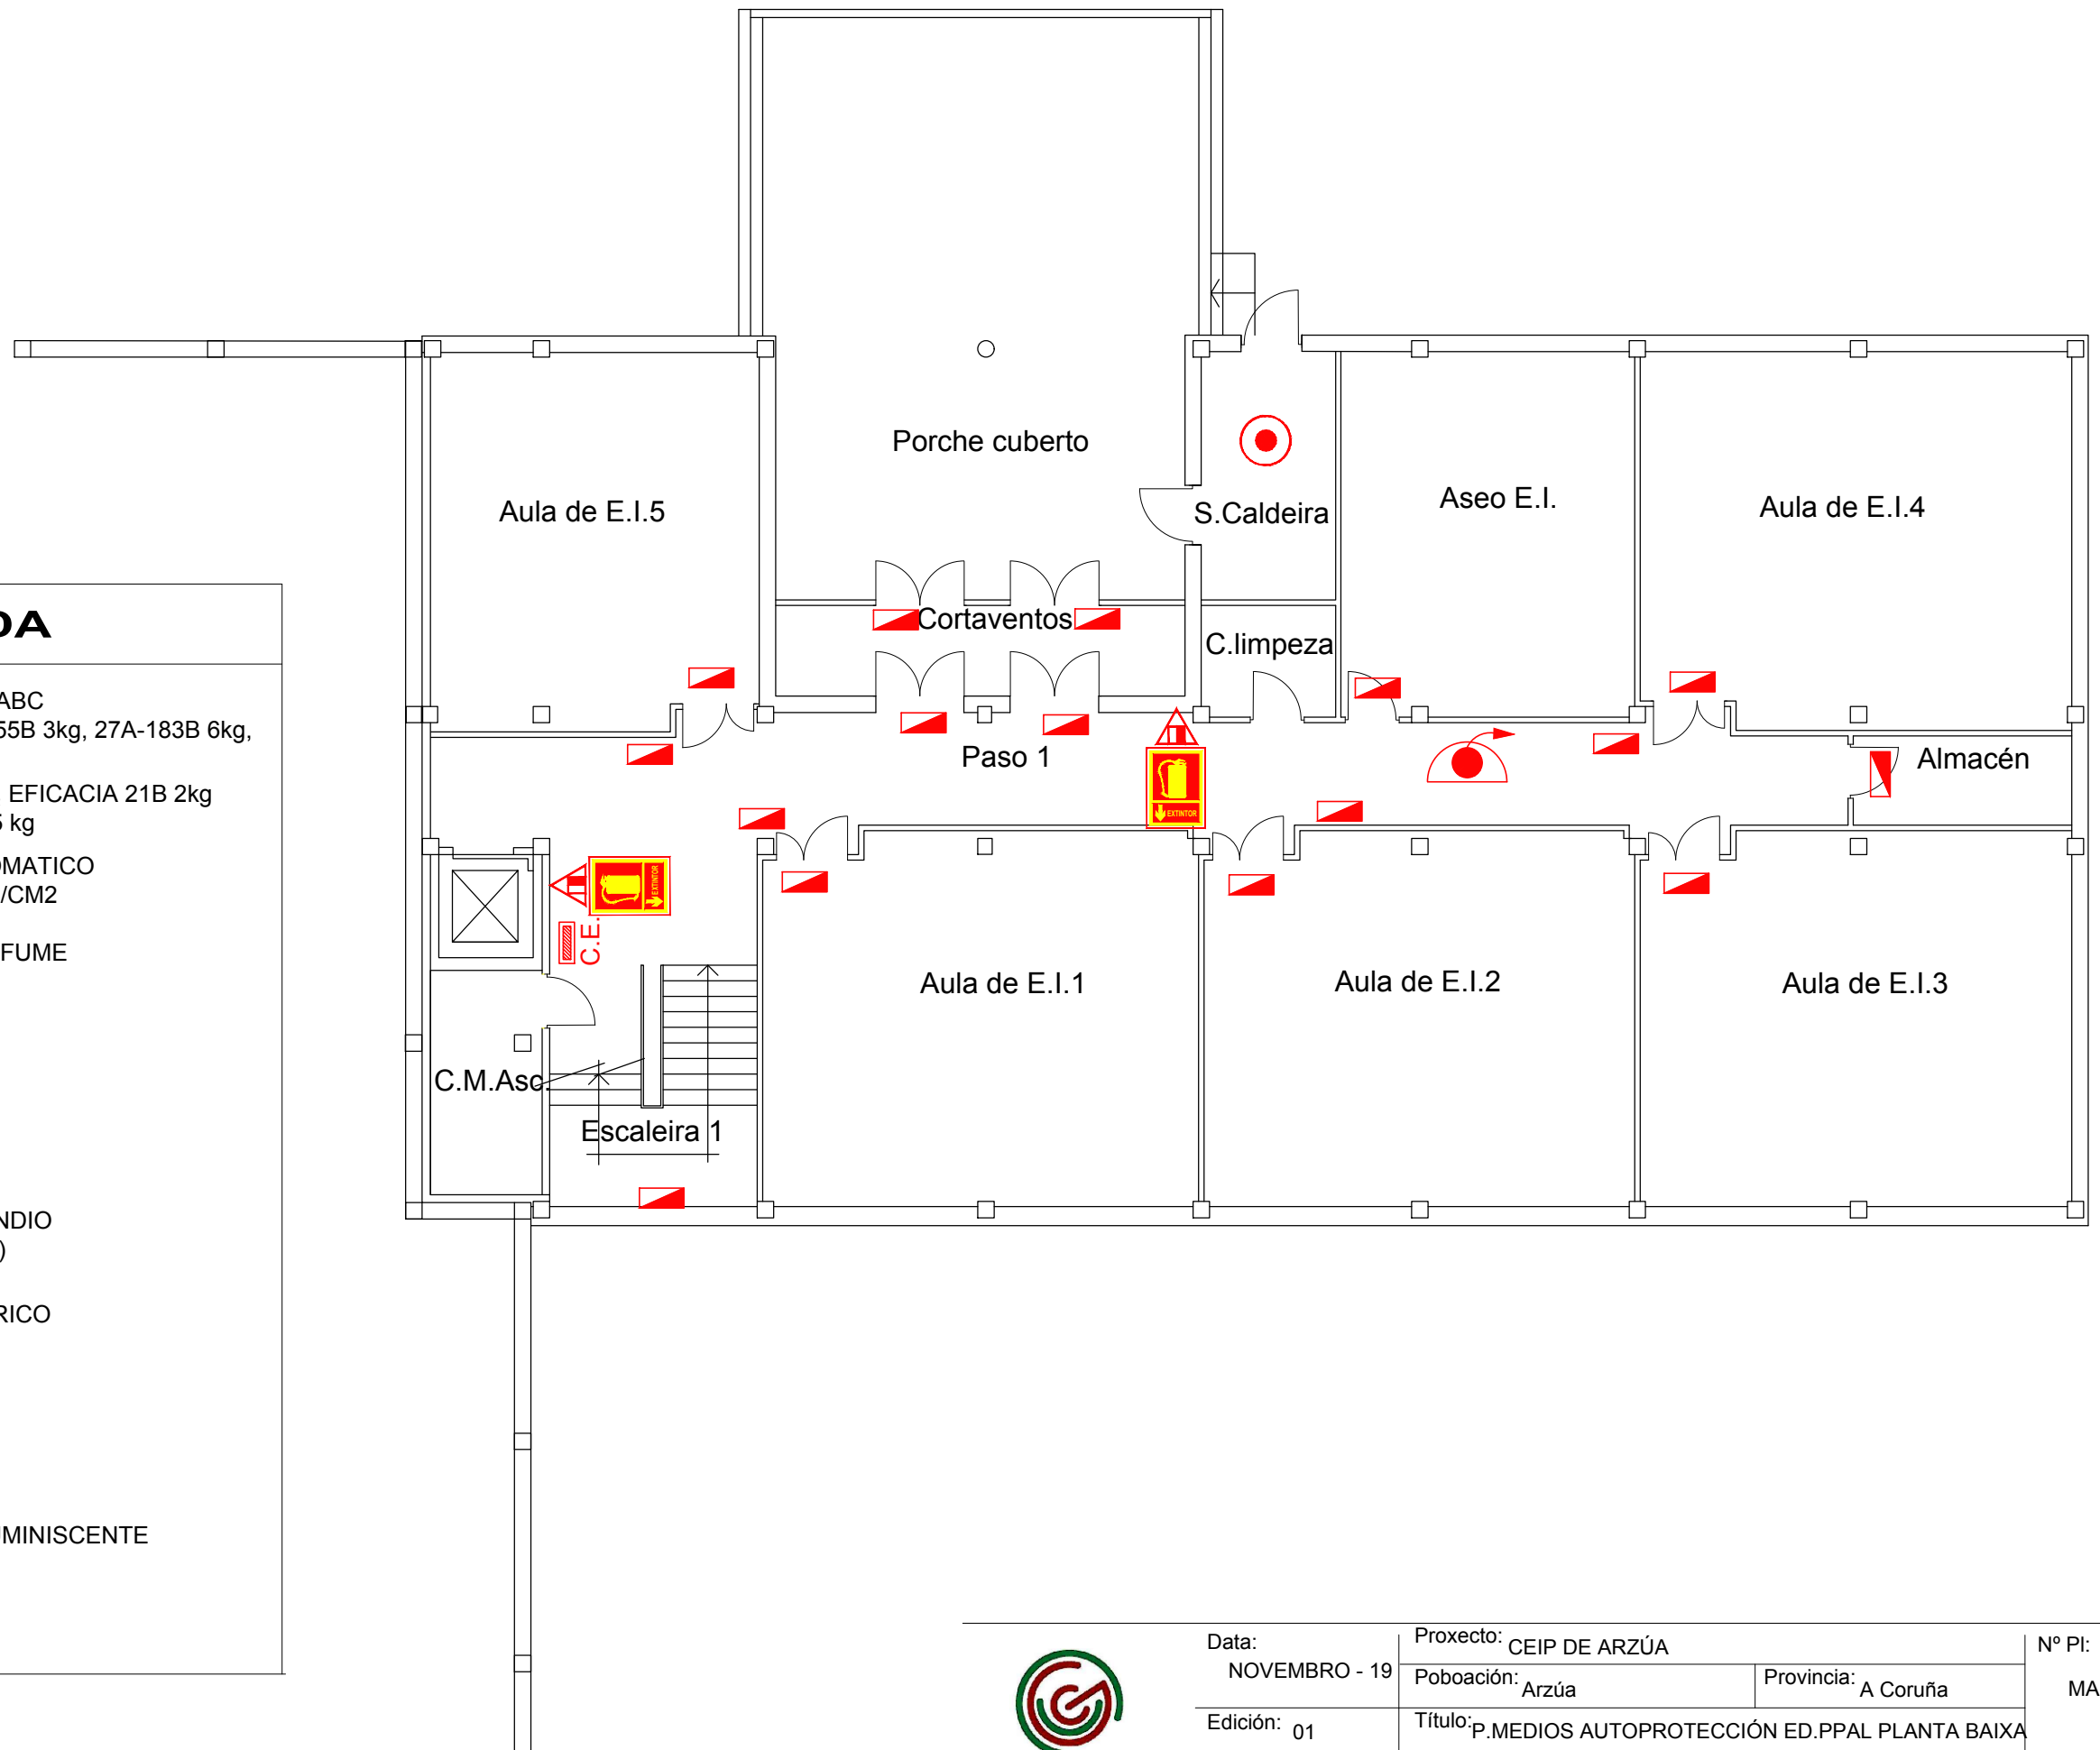 Porche cuberto
Aula de E.I.5
S.Caldeira
Aseo E.I.
Aula de E.I.4
Cortaventos
C.limpeza
Paso 1
Almacén
EXTINTOR
EXTINTOR
C.E.
Aula de E.I.1
Aula de E.I.2
Aula de E.I.3
C.M.Asc.
Escaleira 1
DA
ABC
55B 3kg, 27A-183B 6kg,
EFICACIA 21B 2kg
5 kg
OMATICO
/CM2
FUME
NDIO
)
RICO
UMINISCENTE
Data:
NOVEMBRO - 19
Edición: 01
Proxecto: CEIP DE ARZÚA
Poboación: Arzúa
Provincia: A Coruña
Título: P.MEDIOS AUTOPROTECCIÓN ED.PPAL PLANTA BAIXA
Nº Pl:
MA